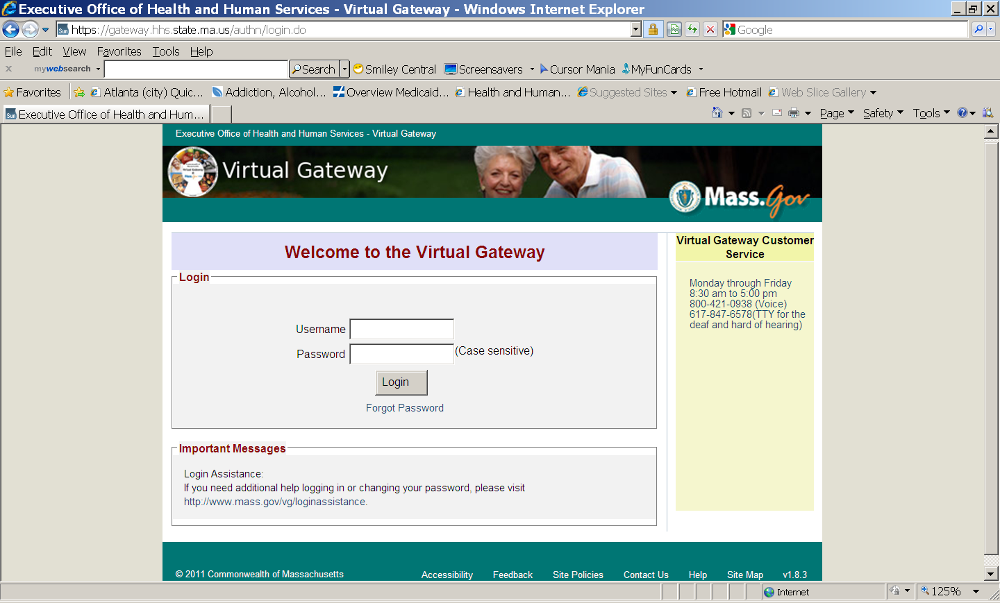 Executive Office of Health and Human Services - Virtual Gateway - Windows Internet Explorer
https://gateway.hhs.state.ma.us/authn/login.do
Google
File Edit View Favorites Tools Help
x mywebsearch Search Smiley Central Screensavers Cursor Mania MyFunCards
Favorites Atlanta (city) Quic... Addiction, Alcohol... Overview Medicaid... Health and Human... Suggested Sites Free Hotmail Web Slice Gallery
Sun Executive Office of Health and Hum... Page Safety Tools
Executive Office of Health and Human Services - Virtual Gateway
Virtual Gateway
Mass.Gov
Welcome to the Virtual Gateway
Login
Username
Password (Case sensitive)
Login
Forgot Password
Important Messages
Login Assistance:
If you need additional help logging in or changing your password, please visit
http://www.mass.gov/vg/loginassistance.
Virtual Gateway Customer
Service
Monday through Friday
8:30 am to 5:00 pm
800-421-0938 (Voice)
617-847-6578(TTY for the
deaf and hard of hearing)
© 2011 Commonwealth of Massachusetts Accessibility Feedback Site Policies Contact Us Help Site Map v1.8.3
Internet 125%